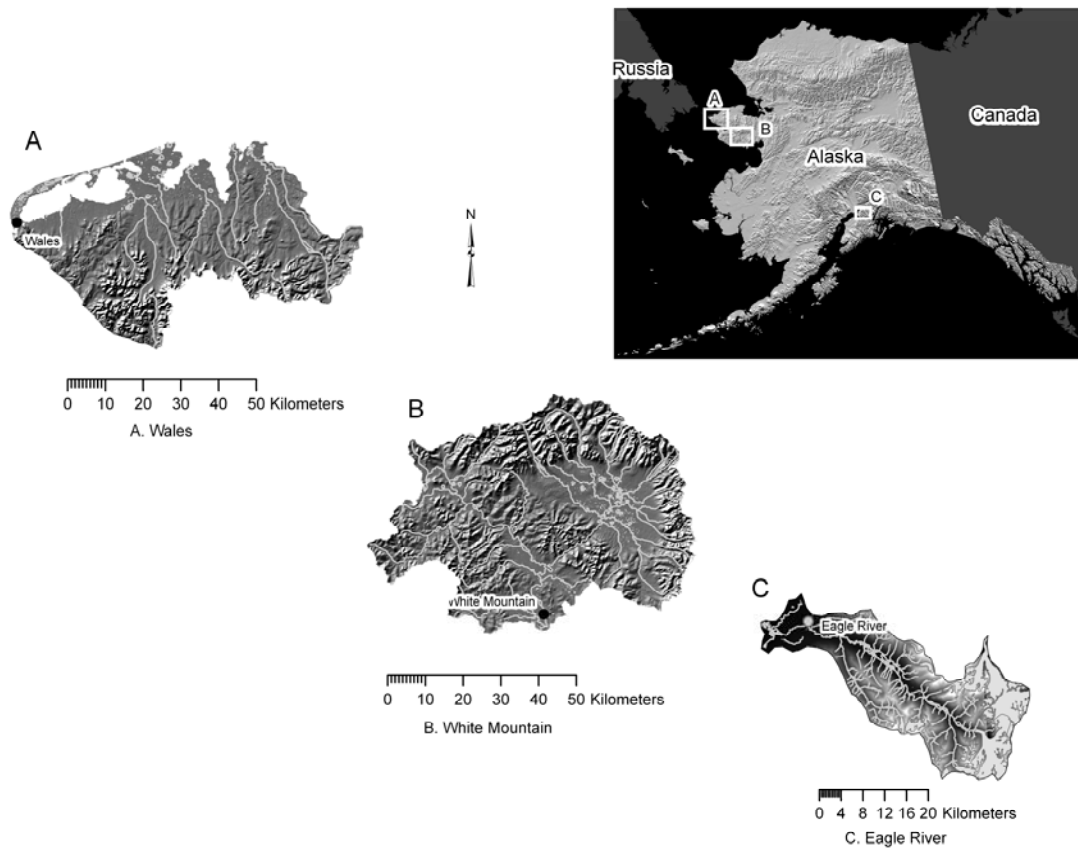 Russia
A
B
Canada
Alaska
C
A
Wales
N
0 10 20 30 40 50 Kilometers
A. Wales
B
White Mountain
0 10 20 30 40 50 Kilometers
B. White Mountain
C
Eagle River
0 4 8 12 16 20 Kilometers
C. Eagle River